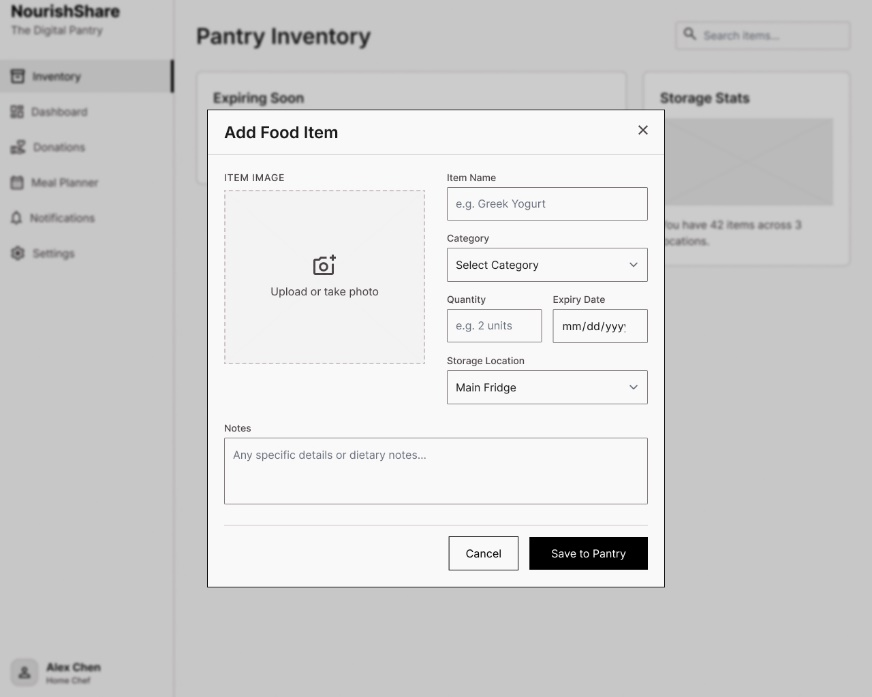 NourishShare
The Digital Pantry
Inventory
Dashboard
Donations
Meal Planner
Notifications
Settings
Alex Chen
Home Chef
Pantry Inventory
Search items...
Expiring Soon
Storage Stats
You have 42 items across 3
locations.
Add Food Item
ITEM IMAGE
Upload or take photo
Item Name
e.g. Greek Yogurt
Category
Select Category
Quantity
Expiry Date
e.g. 2 units
mm/dd/yyy
Storage Location
Main Fridge
Notes
Any specific details or dietary notes...
Cancel
Save to Pantry